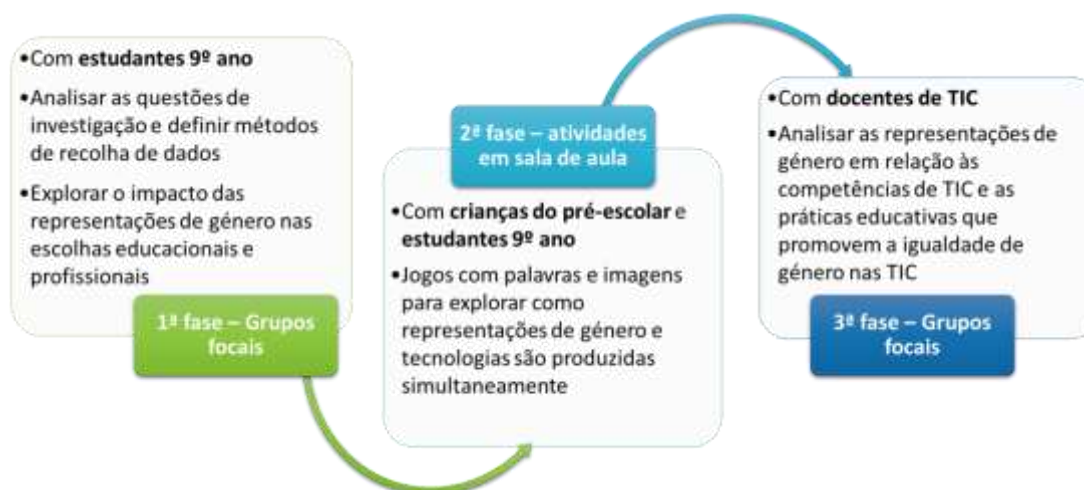 •Com estudantes 9º ano
•Analisar as questões de
investigação e definir métodos
de recolha de dados
•Explorar o impacto das
representações de género nas
escolhas educacionais e
profissionais
1ª fase – Grupos
focais
2ª fase – atividades
em sala de aula
•Com crianças do pré-escolar e
estudantes 9º ano
•Jogos com palavras e imagens
para explorar como
representações de género e
tecnologias são produzidas
simultaneamente
•Com docentes de TIC
•Analisar as representações de
género em relação às
competências de TIC e as
práticas educativas que
promovem a igualdade de
género nas TIC
3ª fase – Grupos
focais